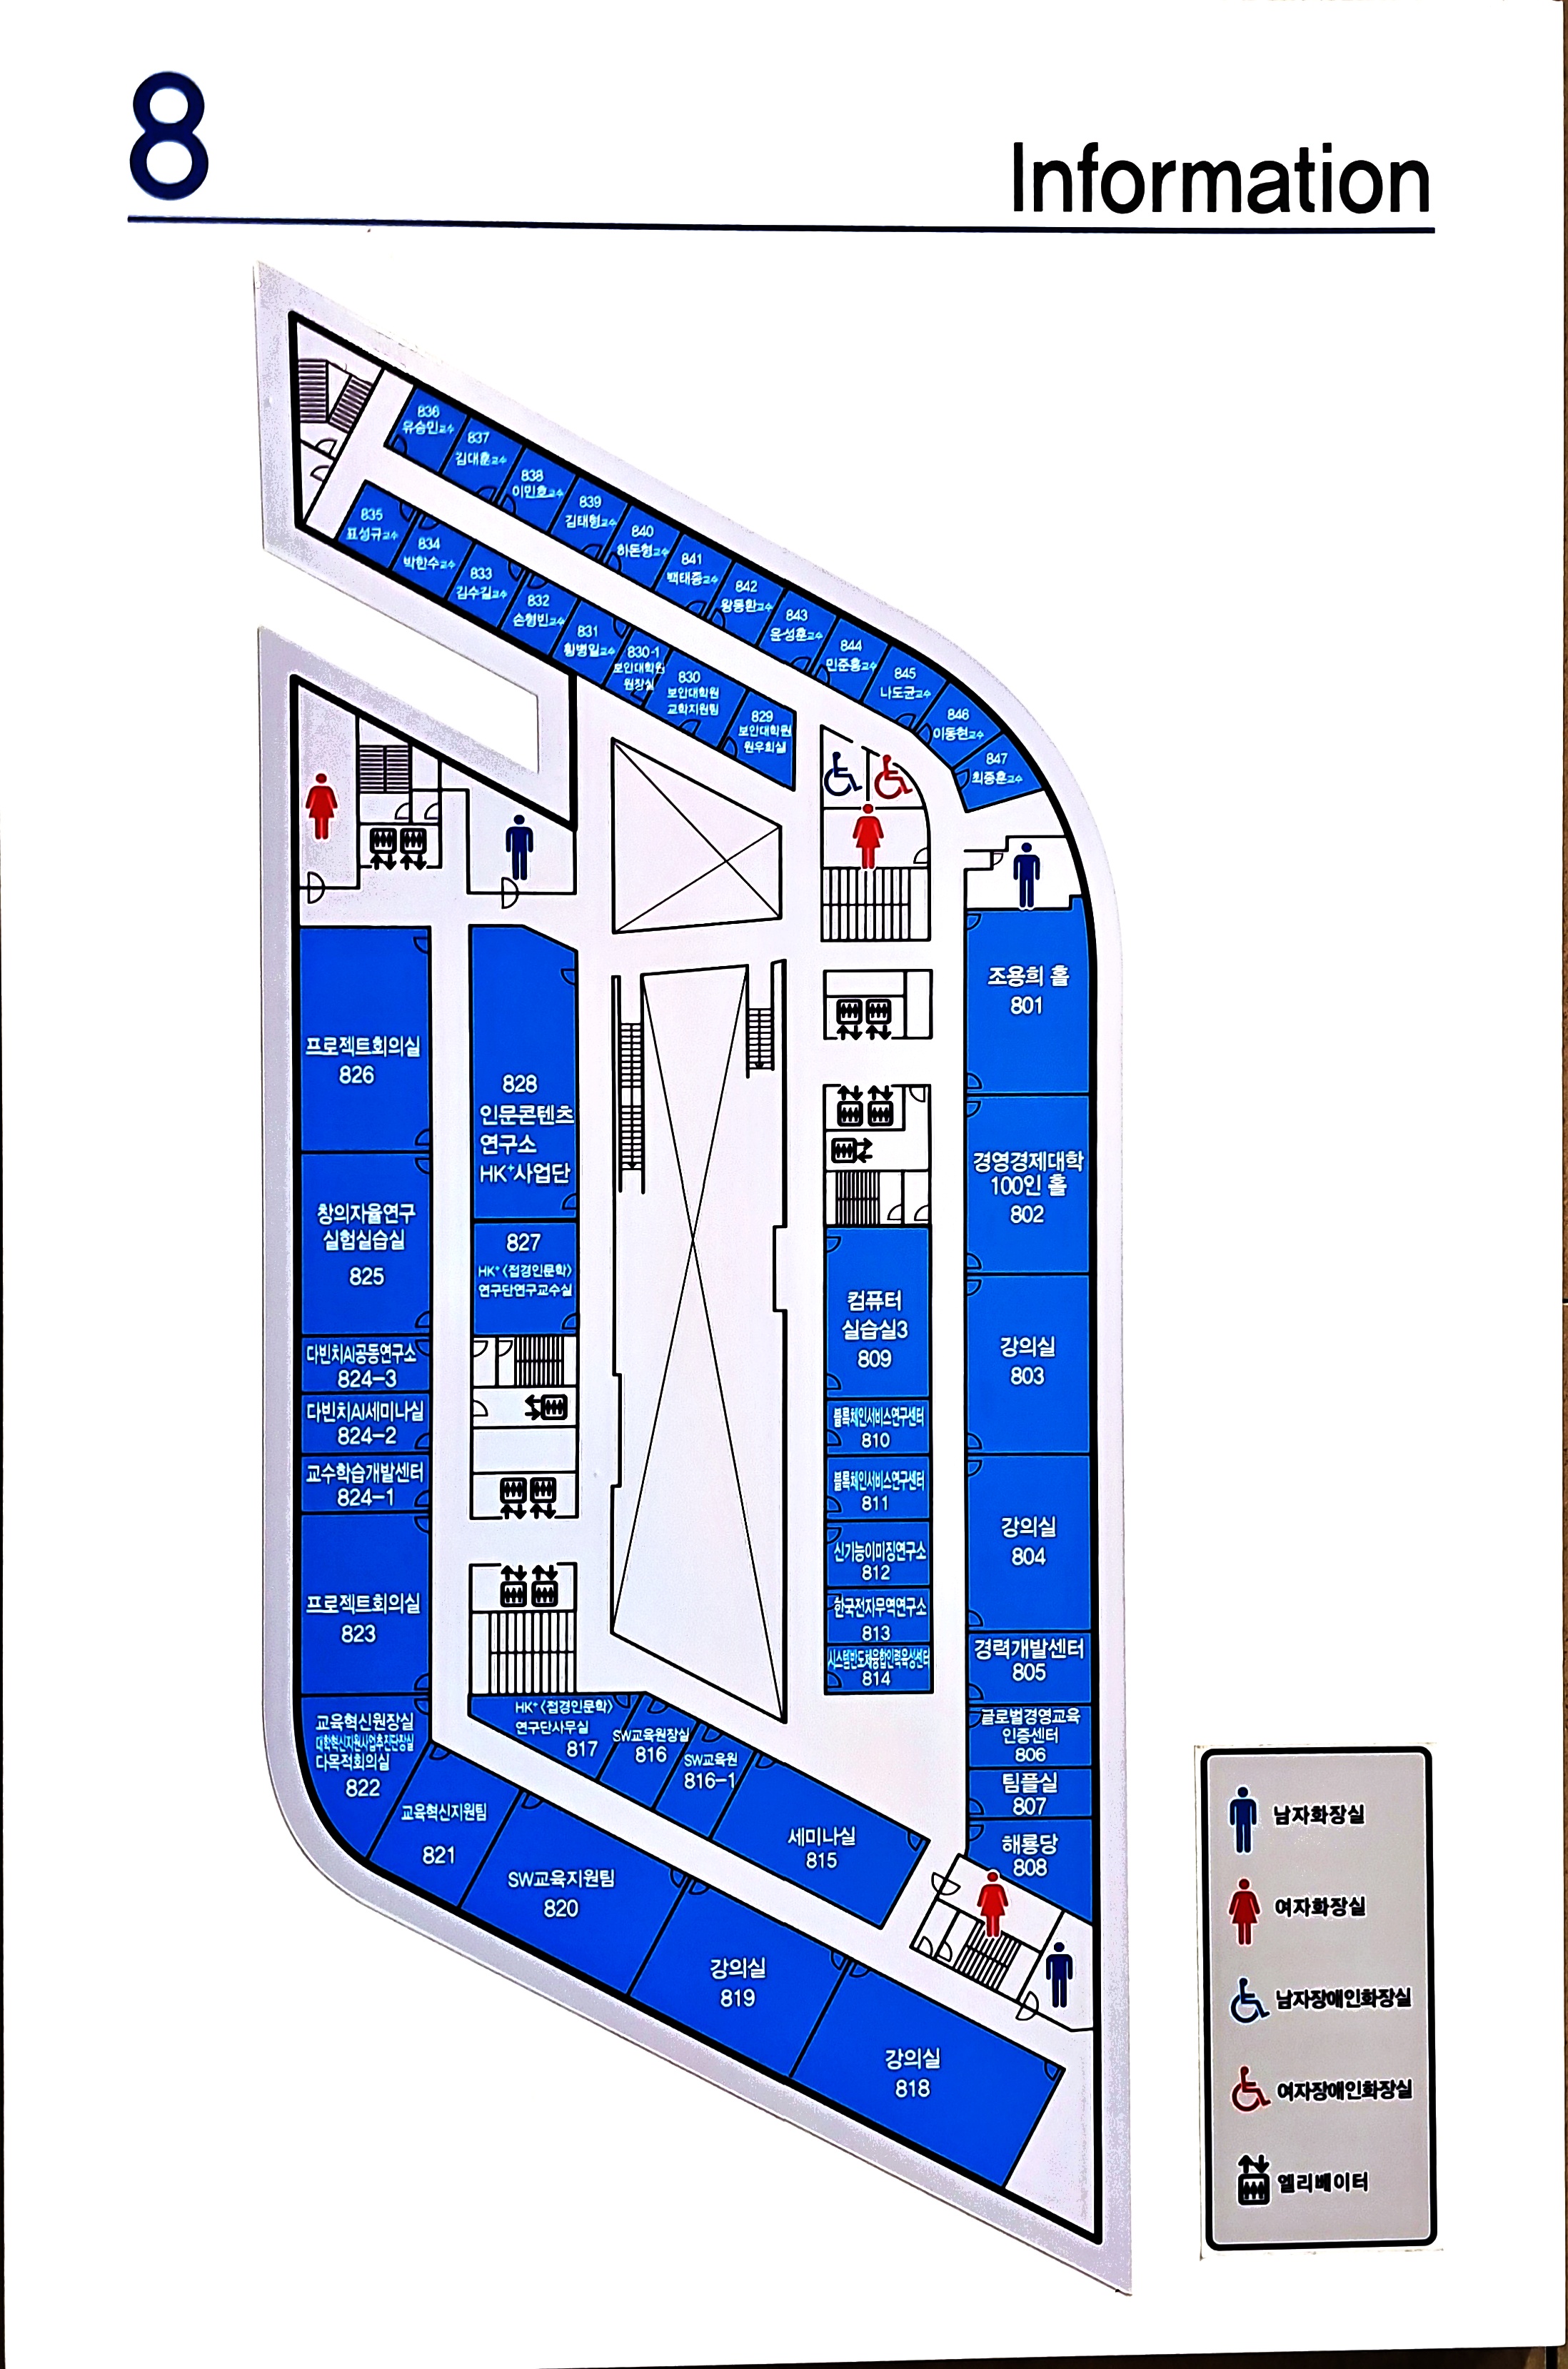 8
Information
836
유승민교수
837
김대훈교수
838
이민호교수
839
김태형교수
840
하돈형교수
841
백태종교수
842
왕동환교수
843
윤성훈교수
844
민준홍교수
845
나도균교수
846
이동현교수
847
최종훈교수
835
표성규교수
834
박한수교수
833
김수길교수
832
손형빈교수
831
황병일교수
830-1
보안대학원
원장실
830
보안대학원
교학지원팀
829
보안대학원
원우회실
조용희 홀
801
경영경제대학
100인 홀
802
강의실
803
강의실
804
경력개발센터
805
글로벌경영교육
인증센터
806
팀플실
807
해룡당
808
컴퓨터
실습실3
809
블록체인서비스연구센터
810
블록체인서비스연구센터
811
신기능이미징연구소
812
한국전자무역연구소
813
시스템반도체융합인력육성센터
814
프로젝트회의실
826
창의자율연구
실험실습실
825
다빈치AI공동연구소
824-3
다빈치AI세미나실
824-2
교수학습개발센터
824-1
프로젝트회의실
823
교육혁신원장실
대학혁신지원사업추진단장실
다목적회의실
822
828
인문콘텐츠
연구소
HK+사업단
827
HK+〈접경인문학〉
연구단연구교수실
HK+〈접경인문학〉
연구단사무실
817
SW교육원장실
816
SW교육원
816-1
세미나실
815
교육혁신지원팀
821
SW교육지원팀
820
강의실
819
강의실
818
남자화장실
여자화장실
남자장애인화장실
여자장애인화장실
엘리베이터